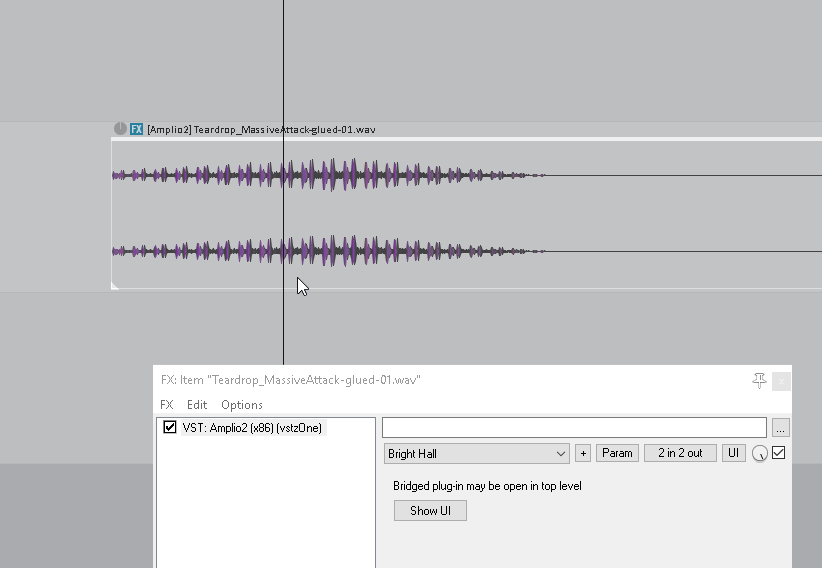 FX [Amplio2] Teardrop_MassiveAttack-glued-01.wav
FX: Item "Teardrop_MassiveAttack-glued-01.wav"
x
FX Edit Options
VST: Amplio2 (x86) (vstzOne)
...
Bright Hall + Param 2 in 2 out UI
Bridged plug-in may be open in top level
Show UI